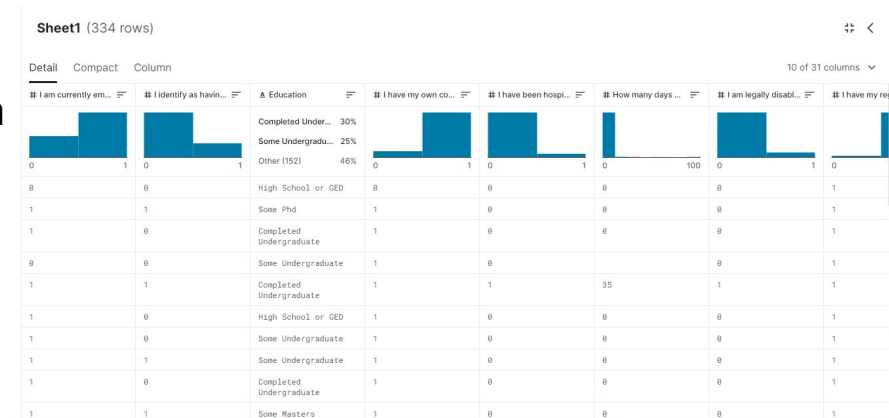 Sheet1 (334 rows)
Detail Compact Column 10 of 31 columns
# I am currently em... # I identify as havin... A Education # I have my own co... # I have been hospi... # How many days ... # I am legally disabl... # I have my reg
Completed Under... 30%
Some Undergradu... 25%
Other (152) 46%
0 1 0 1 0 1 0 1 0 100 0 1 0
0 0 High School or GED 0 0 0 0 1
1 1 Some Phd 1 0 0 0 1
1 0 Completed 1 0 0 0 1
Undergraduate
0 0 Some Undergraduate 1 0 0 1
1 1 Completed 1 1 35 1 1
Undergraduate
1 0 High School or GED 1 0 0 0 1
1 0 Some Undergraduate 1 0 0 0 1
1 1 Some Undergraduate 1 0 0 0 1
1 0 Completed 1 0 0 0 1
Undergraduate
1 1 Some Masters 1 0 0 0 1